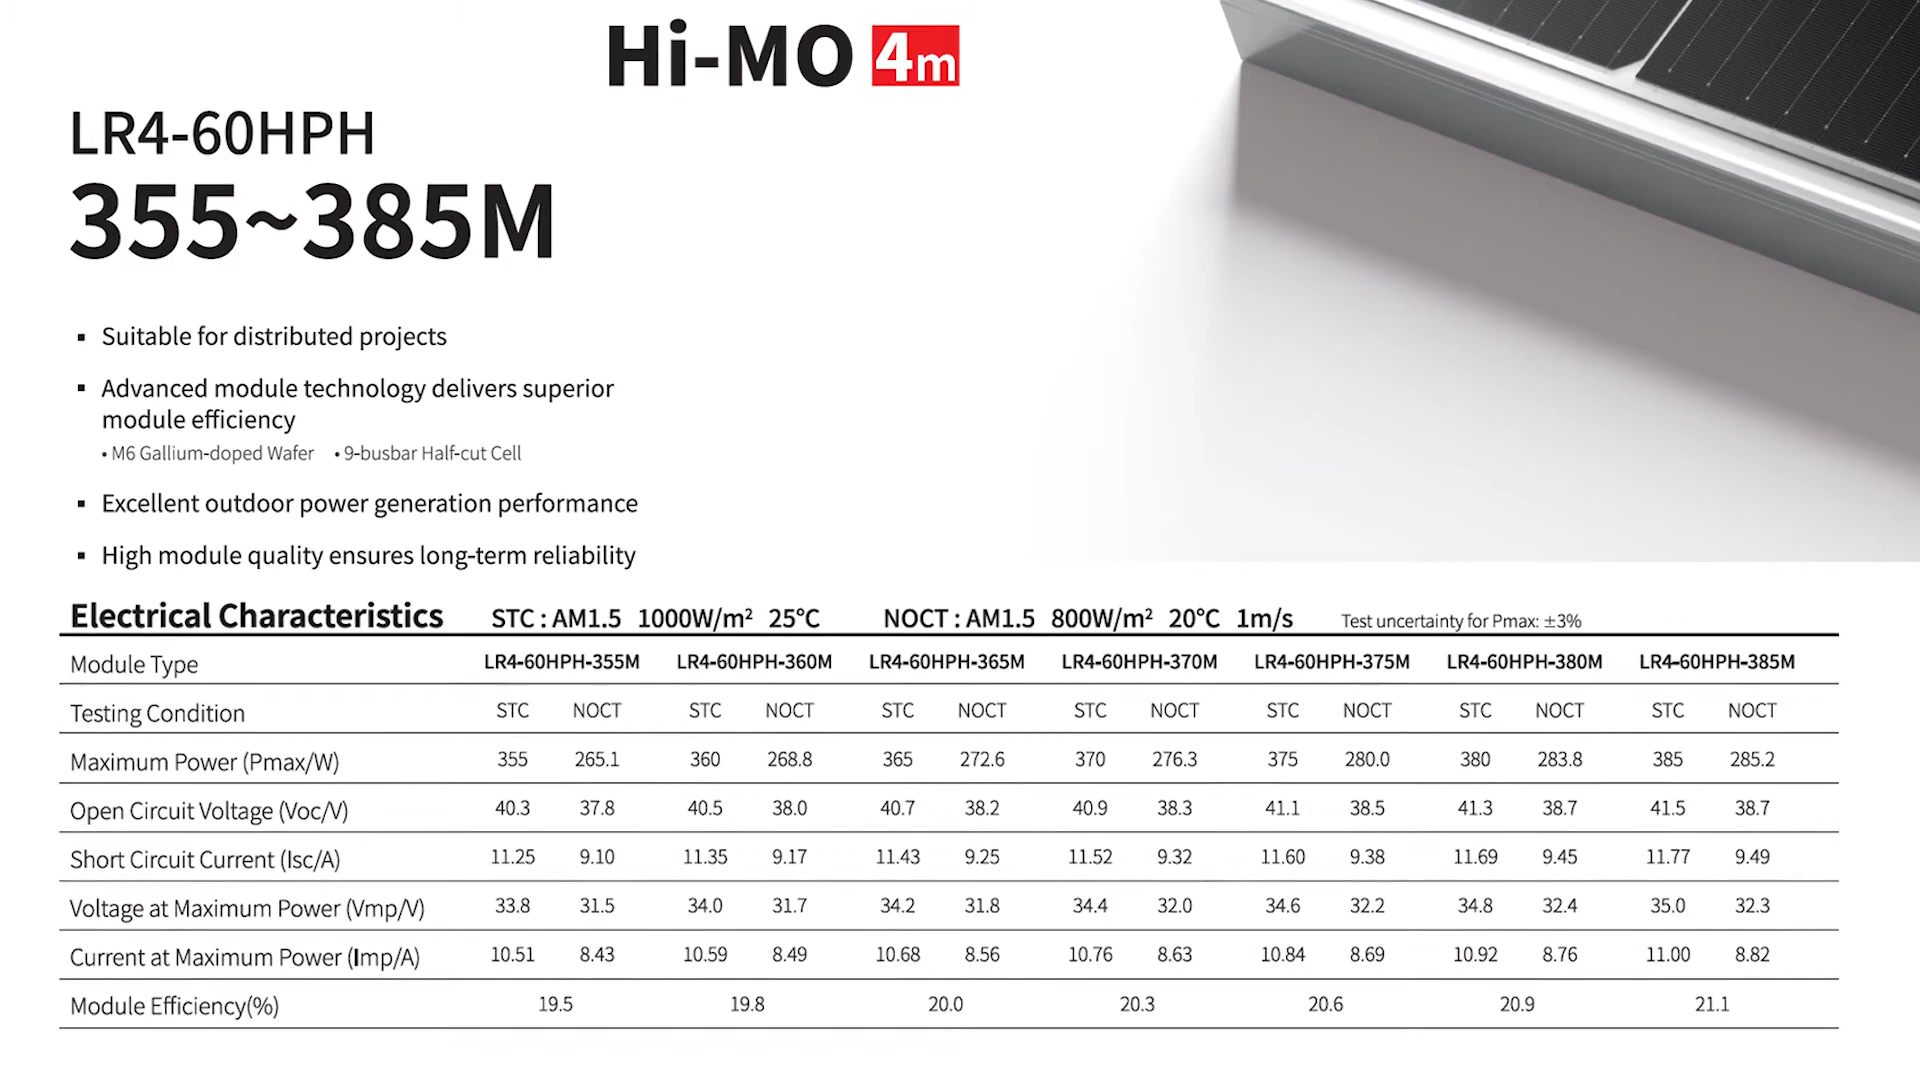 Hi-MO 4m
LR4-60HPH
355~385M
▪ Suitable for distributed projects
▪ Advanced module technology delivers superior
module efficiency
• M6 Gallium-doped Wafer • 9-busbar Half-cut Cell
▪ Excellent outdoor power generation performance
▪ High module quality ensures long-term reliability
Electrical Characteristics STC : AM1.5 1000W/m² 25°C NOCT : AM1.5 800W/m² 20°C 1m/s Test uncertainty for Pmax: ±3%
Module Type LR4-60HPH-355M LR4-60HPH-360M LR4-60HPH-365M LR4-60HPH-370M LR4-60HPH-375M LR4-60HPH-380M LR4-60HPH-385M
Testing Condition STC NOCT STC NOCT STC NOCT STC NOCT STC NOCT STC NOCT STC NOCT
Maximum Power (Pmax/W) 355 265.1 360 268.8 365 272.6 370 276.3 375 280.0 380 283.8 385 285.2
Open Circuit Voltage (Voc/V) 40.3 37.8 40.5 38.0 40.7 38.2 40.9 38.3 41.1 38.5 41.3 38.7 41.5 38.7
Short Circuit Current (Isc/A) 11.25 9.10 11.35 9.17 11.43 9.25 11.52 9.32 11.60 9.38 11.69 9.45 11.77 9.49
Voltage at Maximum Power (Vmp/V) 33.8 31.5 34.0 31.7 34.2 31.8 34.4 32.0 34.6 32.2 34.8 32.4 35.0 32.3
Current at Maximum Power (Imp/A) 10.51 8.43 10.59 8.49 10.68 8.56 10.76 8.63 10.84 8.69 10.92 8.76 11.00 8.82
Module Efficiency(%) 19.5 19.8 20.0 20.3 20.6 20.9 21.1